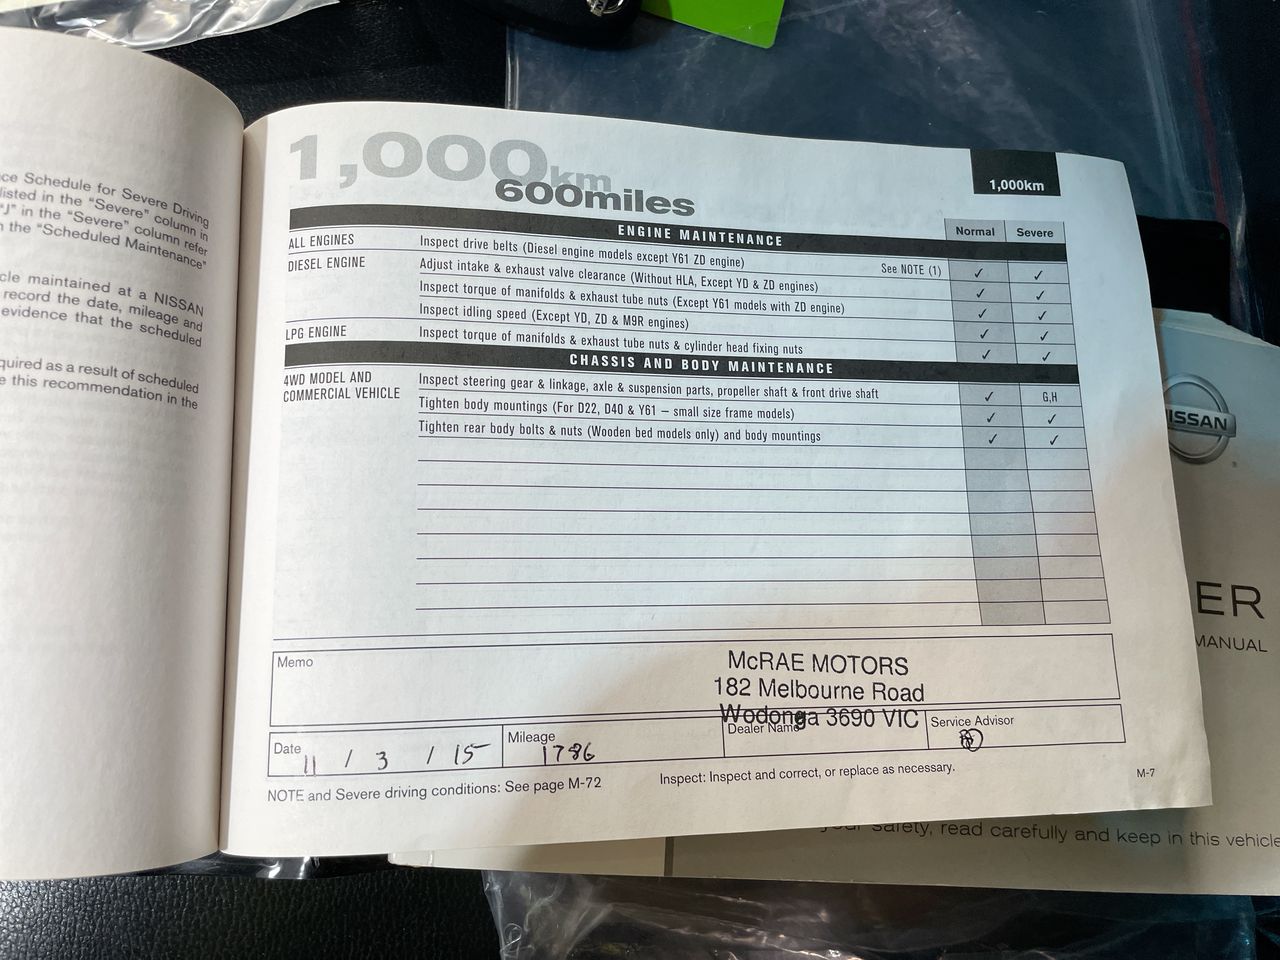 ce Schedule for Severe Driving
listed in the "Severe" column in
"J" in the "Severe" column refer
n the "Scheduled Maintenance"
cle maintained at a NISSAN
record the date, mileage and
evidence that the scheduled
quired as a result of scheduled
e this recommendation in the
1,000km
600miles
1,000km
ENGINE MAINTENANCE Normal Severe
ALL ENGINES Inspect drive belts (Diesel engine models except Y61 ZD engine) See NOTE (1) ✓ ✓
DIESEL ENGINE Adjust intake & exhaust valve clearance (Without HLA, Except YD & ZD engines) ✓ ✓
Inspect torque of manifolds & exhaust tube nuts (Except Y61 models with ZD engine) ✓ ✓
Inspect idling speed (Except YD, ZD & M9R engines) ✓ ✓
LPG ENGINE Inspect torque of manifolds & exhaust tube nuts & cylinder head fixing nuts ✓ ✓
CHASSIS AND BODY MAINTENANCE
4WD MODEL AND Inspect steering gear & linkage, axle & suspension parts, propeller shaft & front drive shaft ✓ G,H
COMMERCIAL VEHICLE Tighten body mountings (For D22, D40 & Y61 – small size frame models) ✓ ✓
Tighten rear body bolts & nuts (Wooden bed models only) and body mountings ✓ ✓
Memo
McRAE MOTORS
182 Melbourne Road
Wodonga 3690 VIC
Date 11 / 3 / 15 Mileage 1786 Dealer Name Service Advisor
NOTE and Severe driving conditions: See page M-72 Inspect: Inspect and correct, or replace as necessary. M-7
NISSAN
ER
MANUAL
your safety, read carefully and keep in this vehicle